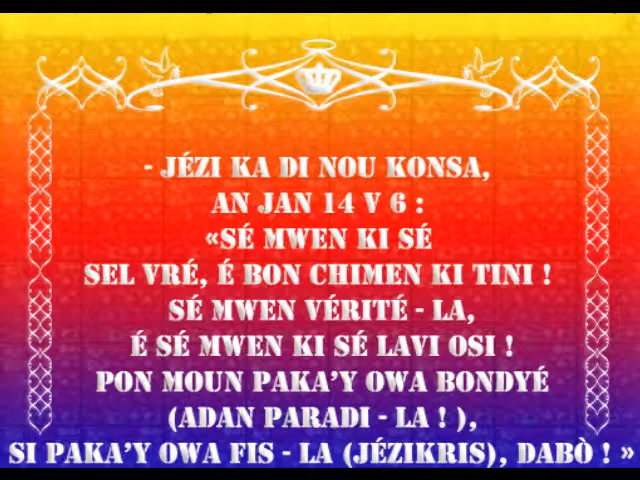 - JÉZI KA DI NOU KONSA,
AN JAN 14 V 6 :
«SÉ MWEN KI SÉ
SEL VRÉ, É BON CHIMEN KI TINI !
SÉ MWEN VÉRITÉ - LA,
É SÉ MWEN KI SÉ LAVI OSI !
PON MOUN PAKA’Y OWA BONDYÉ
(ADAN PARADI - LA ! ),
SI PAKA’Y OWA FIS - LA (JÉZIKRIS), DABÒ ! »